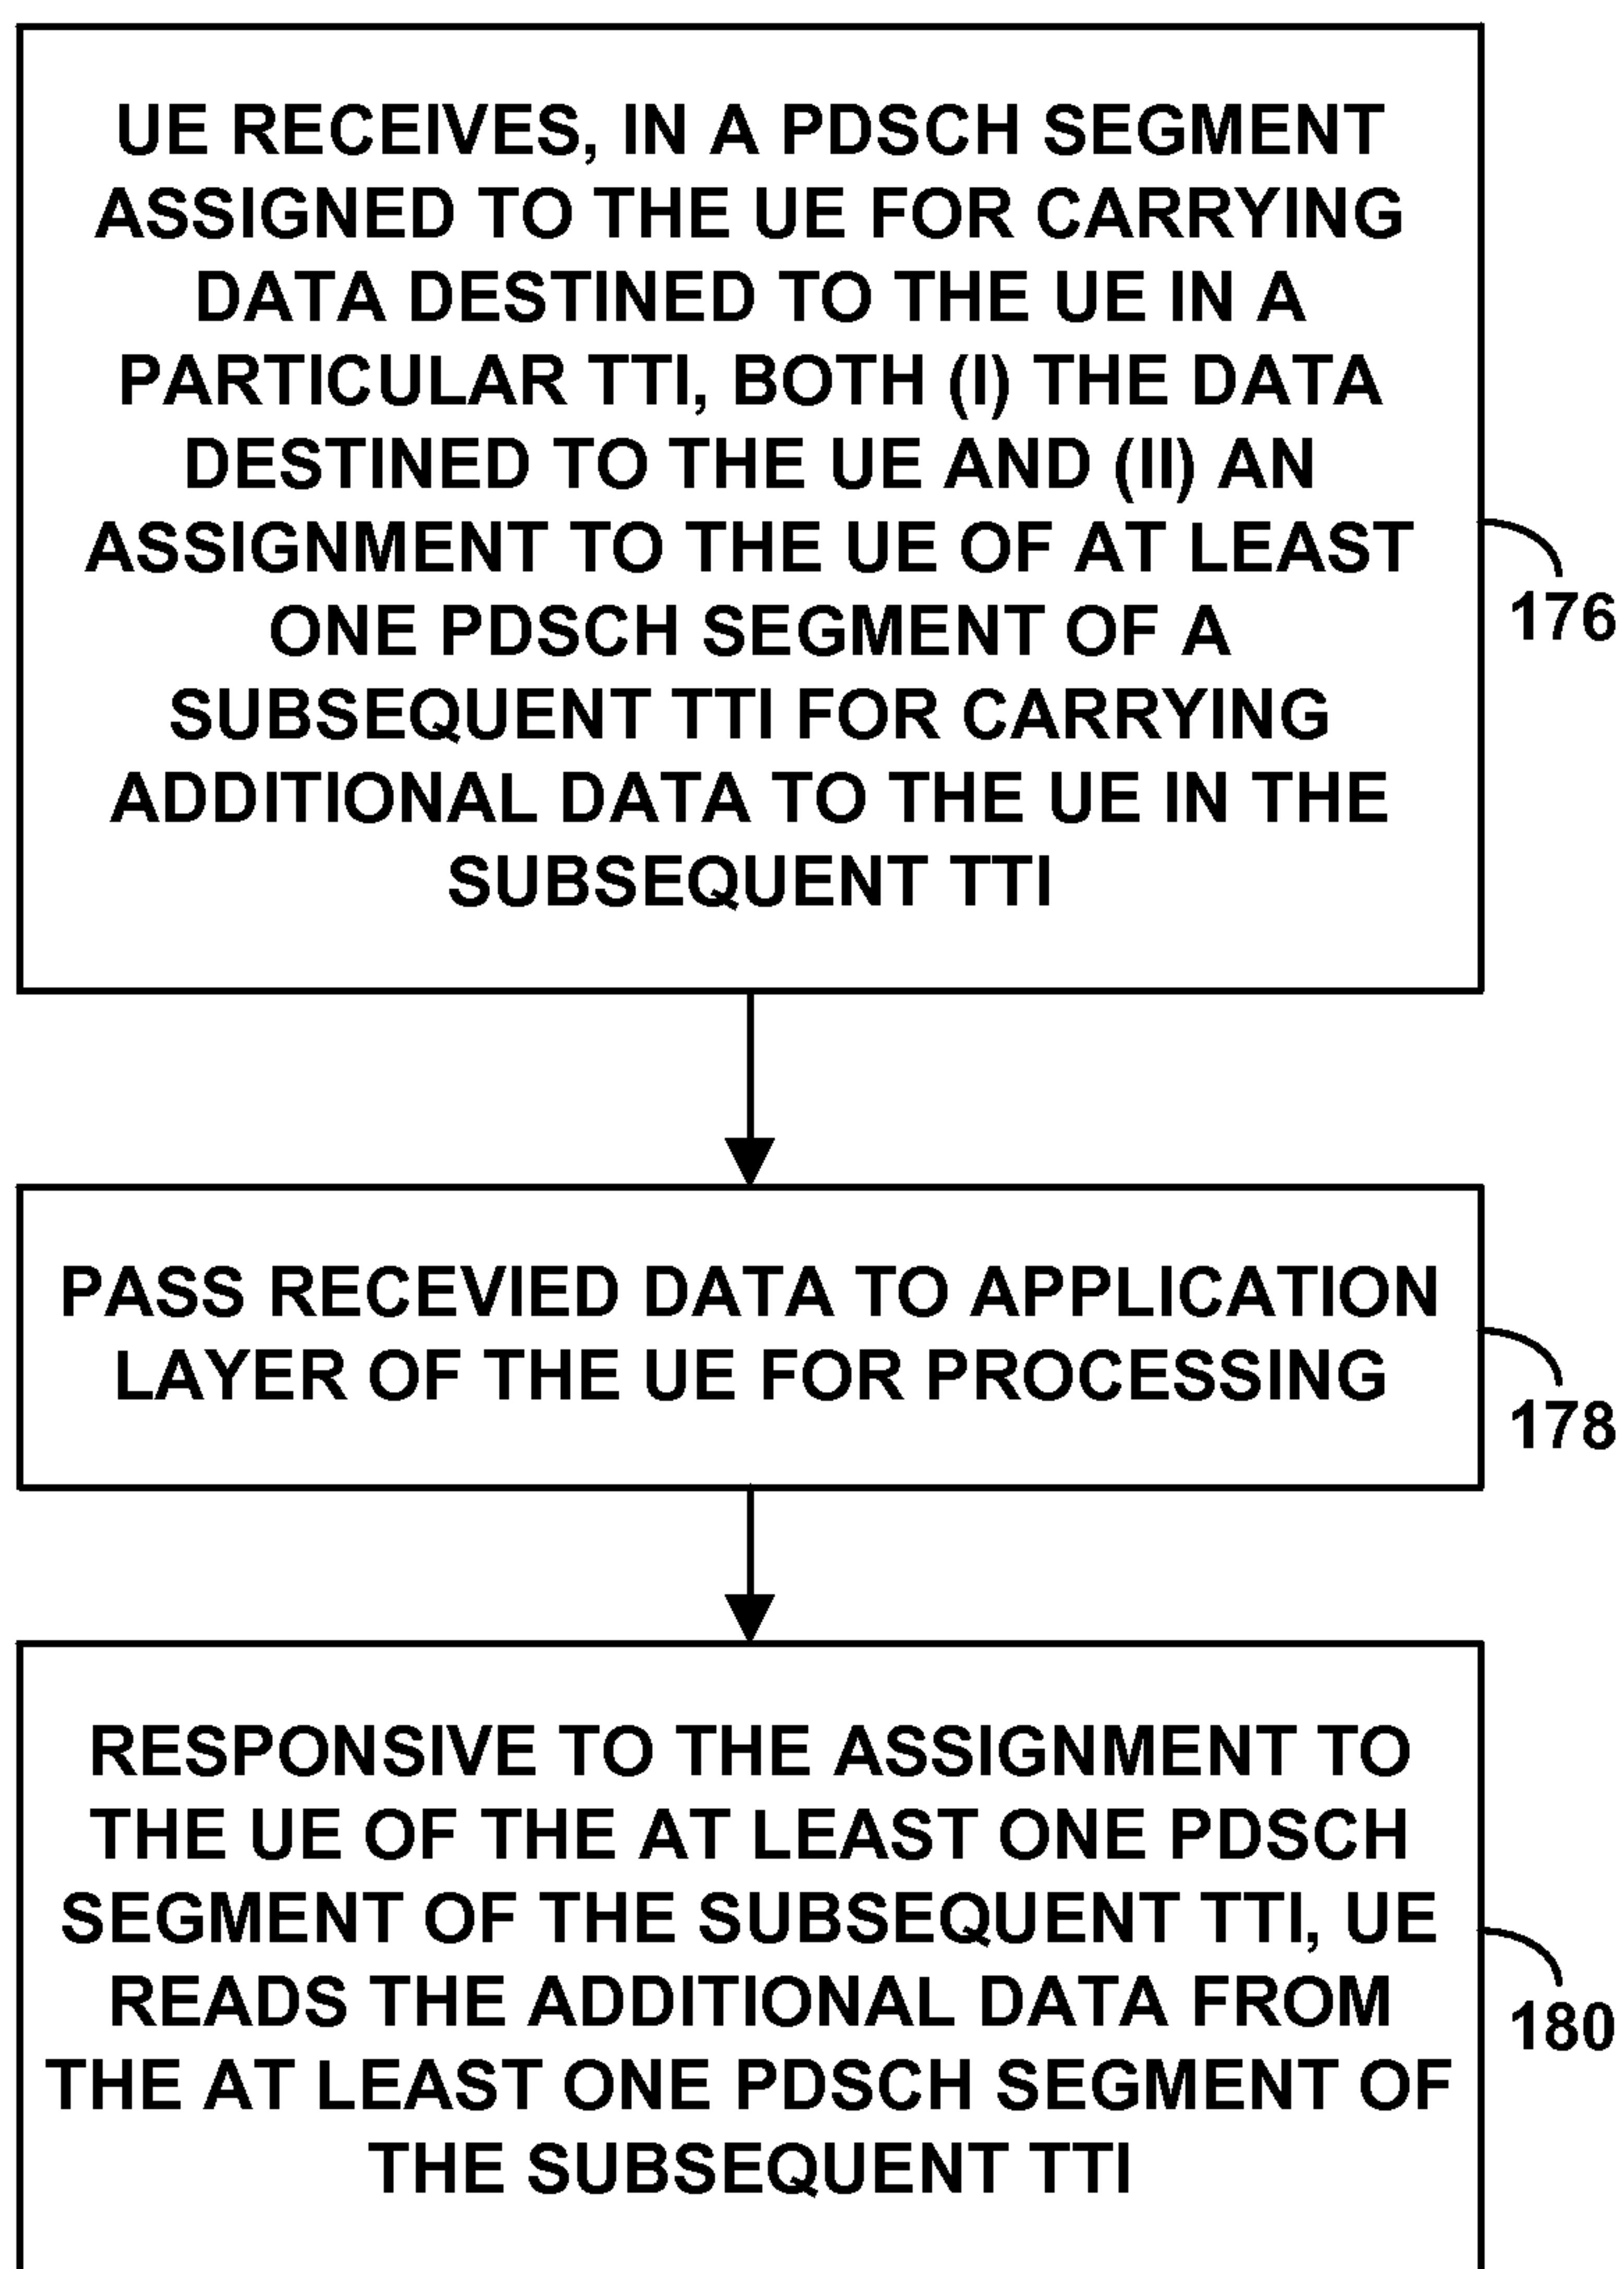 UE RECEIVES, IN A PDSCH SEGMENT
ASSIGNED TO THE UE FOR CARRYING
DATA DESTINED TO THE UE IN A
PARTICULAR TTI, BOTH (I) THE DATA
DESTINED TO THE UE AND (II) AN
ASSIGNMENT TO THE UE OF AT LEAST
ONE PDSCH SEGMENT OF A
SUBSEQUENT TTI FOR CARRYING
ADDITIONAL DATA TO THE UE IN THE
SUBSEQUENT TTI
176
PASS RECEVIED DATA TO APPLICATION
LAYER OF THE UE FOR PROCESSING
178
RESPONSIVE TO THE ASSIGNMENT TO
THE UE OF THE AT LEAST ONE PDSCH
SEGMENT OF THE SUBSEQUENT TTI, UE
READS THE ADDITIONAL DATA FROM
THE AT LEAST ONE PDSCH SEGMENT OF
THE SUBSEQUENT TTI
180